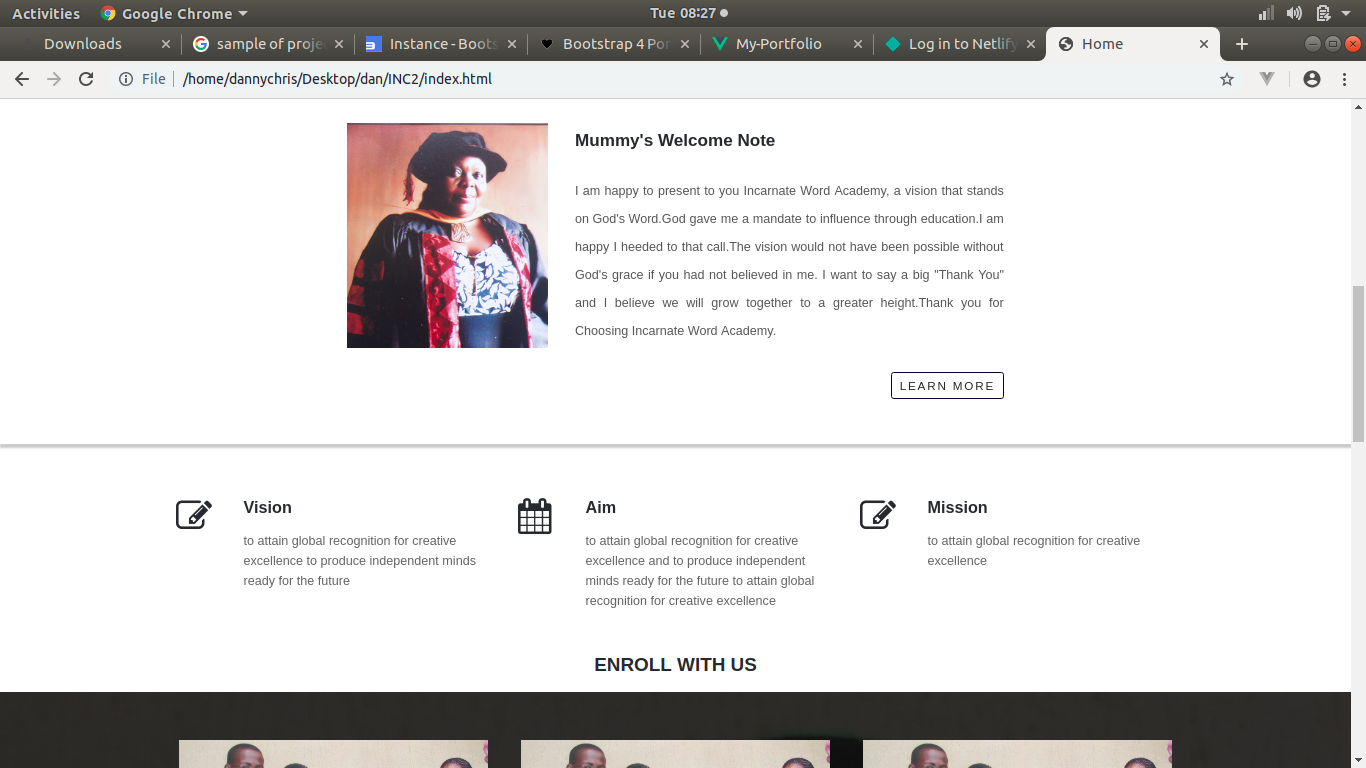 Activities Google Chrome Tue 08:27
Downloads sample of proje Instance - Boots Bootstrap 4 Por My-Portfolio Log in to Netlify Home
File /home/dannychris/Desktop/dan/INC2/index.html
Mummy's Welcome Note
I am happy to present to you Incarnate Word Academy, a vision that stands
on God's Word.God gave me a mandate to influence through education.I am
happy I heeded to that call.The vision would not have been possible without
God's grace if you had not believed in me. I want to say a big "Thank You"
and I believe we will grow together to a greater height.Thank you for
Choosing Incarnate Word Academy.
LEARN MORE
Vision
to attain global recognition for creative
excellence to produce independent minds
ready for the future
Aim
to attain global recognition for creative
excellence and to produce independent
minds ready for the future to attain global
recognition for creative excellence
Mission
to attain global recognition for creative
excellence
ENROLL WITH US